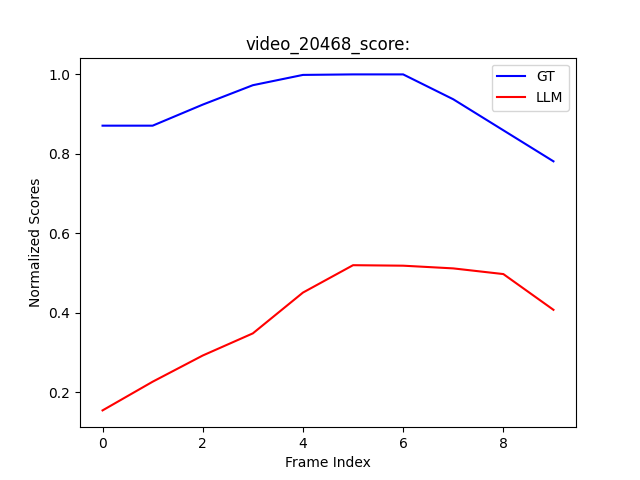 video_20468_score:
GT
LLM
1.0
0.8
0.6
0.4
0.2
Normalized Scores
0 2 4 6 8
Frame Index